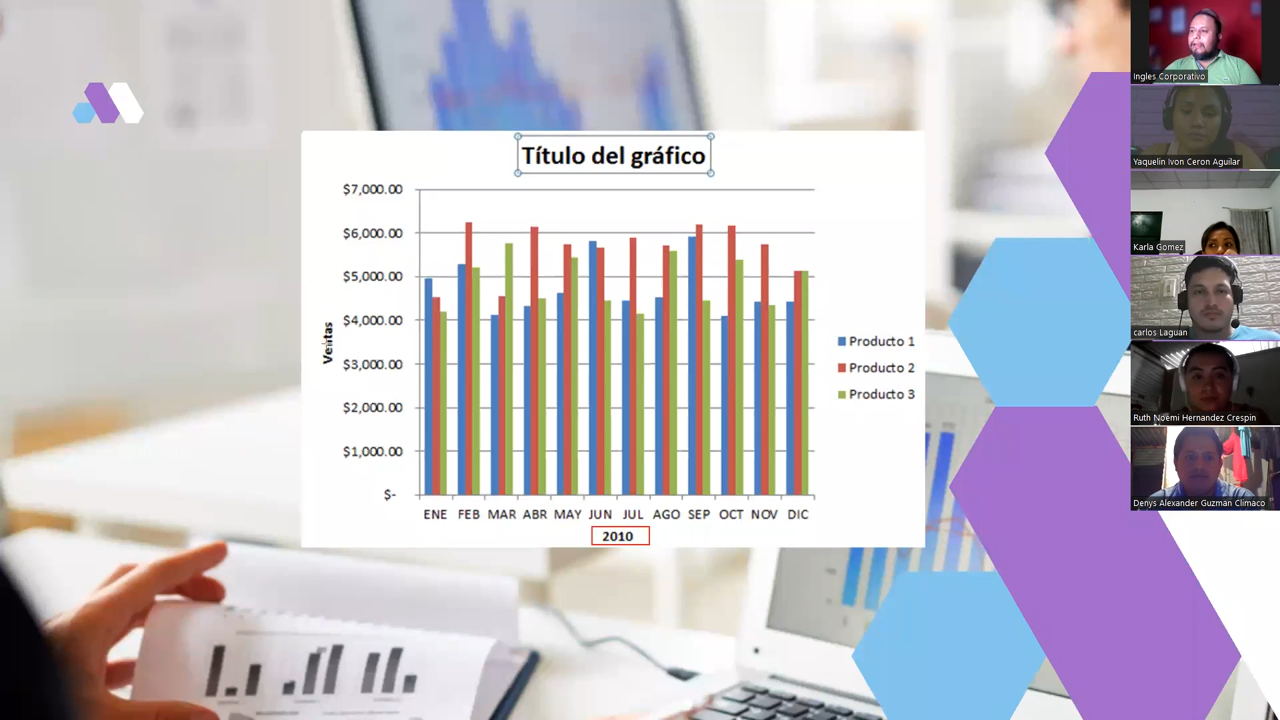 Título del gráfico
$7,000.00
$6,000.00
$5,000.00
$4,000.00
$3,000.00
$2,000.00
$1,000.00
$-
Ventas
ENE FEB MAR ABR MAY JUN JUL AGO SEP OCT NOV DIC
2010
Producto 1
Producto 2
Producto 3
Ingles Corporativo
Yaquelin Ivon Ceron Aguilar
Karla Gomez
carlos Laguan
Ruth Noemi Hernandez Crespin
Denys Alexander Guzman Climaco